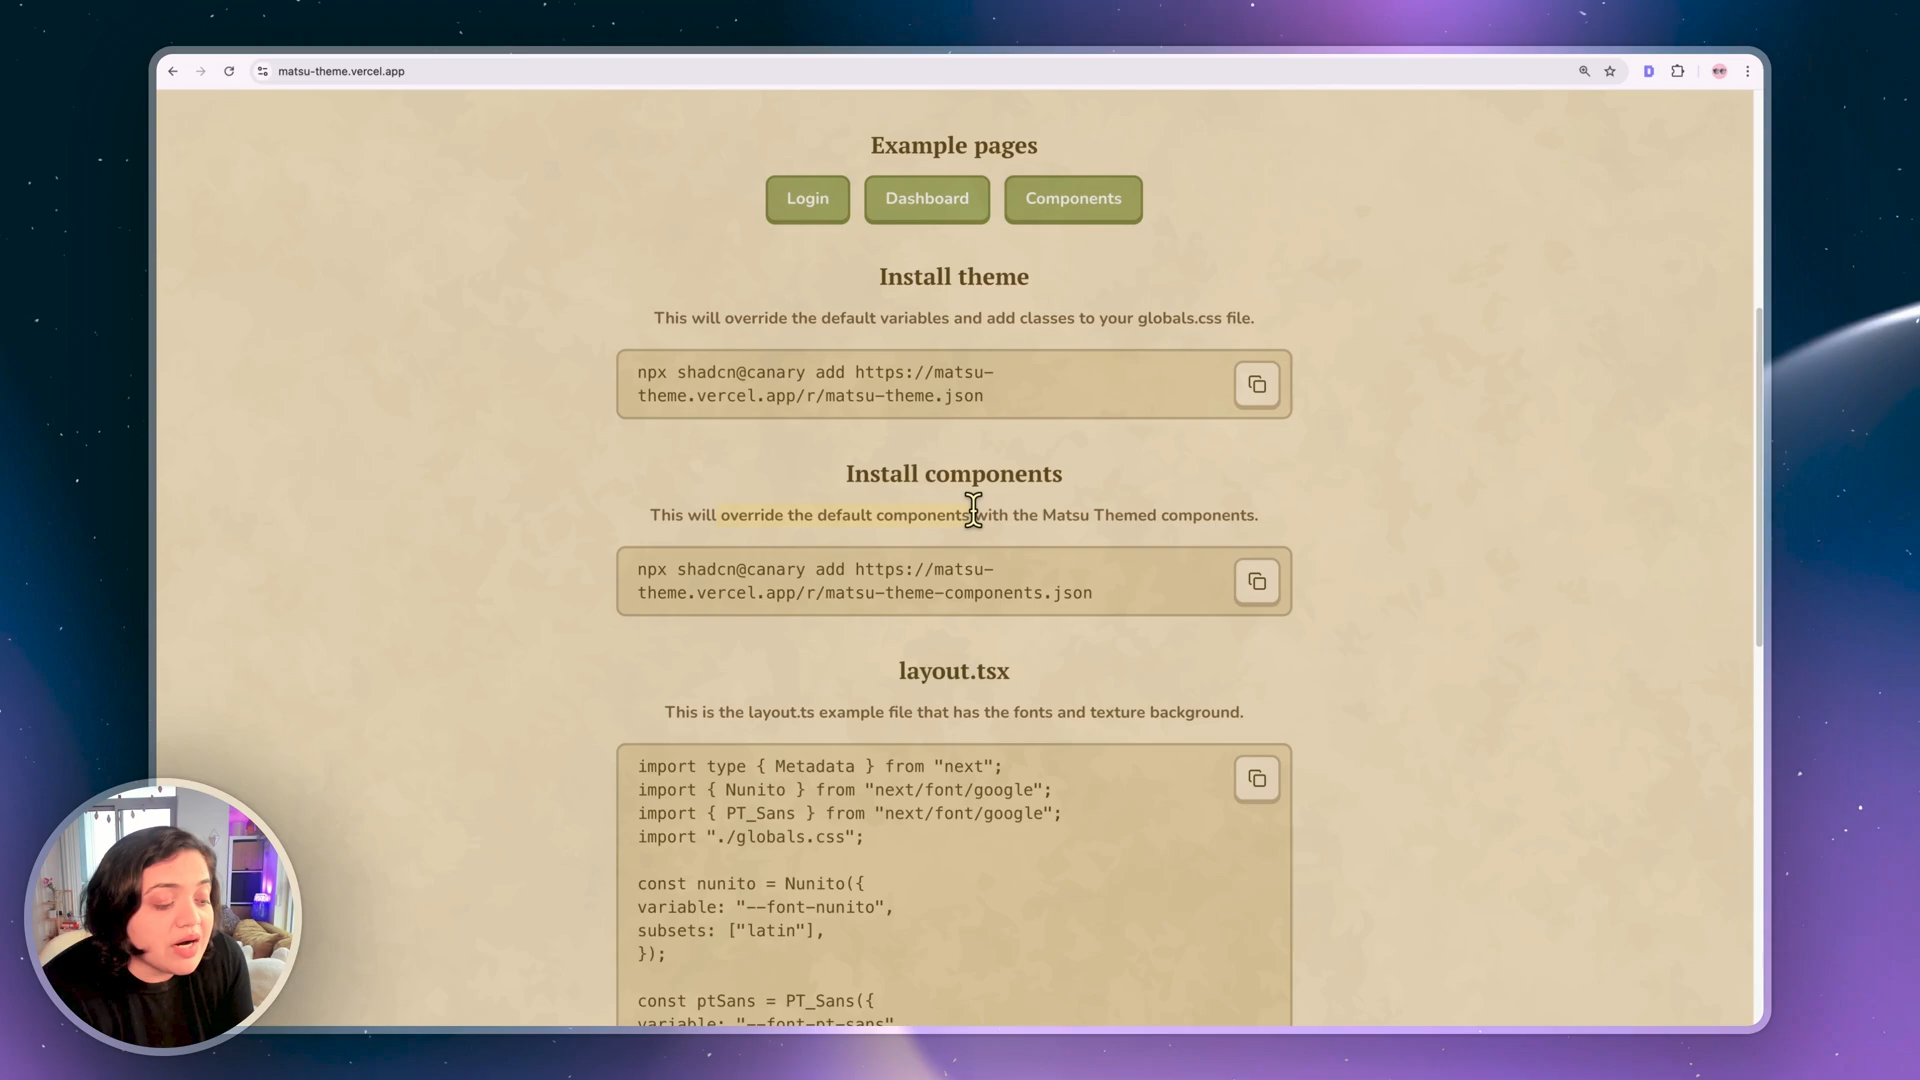 matsu-theme.vercel.app
D
Example pages
Login
Dashboard
Components
Install theme
This will override the default variables and add classes to your globals.css file.
npx shadcn@canary add https://matsu-
theme.vercel.app/r/matsu-theme.json
Install components
This will override the default components with the Matsu Themed components.
npx shadcn@canary add https://matsu-
theme.vercel.app/r/matsu-theme-components.json
layout.tsx
This is the layout.ts example file that has the fonts and texture background.
import type { Metadata } from "next";
import { Nunito } from "next/font/google";
import { PT_Sans } from "next/font/google";
import "./globals.css";
const nunito = Nunito({
variable: "--font-nunito",
subsets: ["latin"],
});
const ptSans = PT_Sans({
variable: "--font-pt-sans"